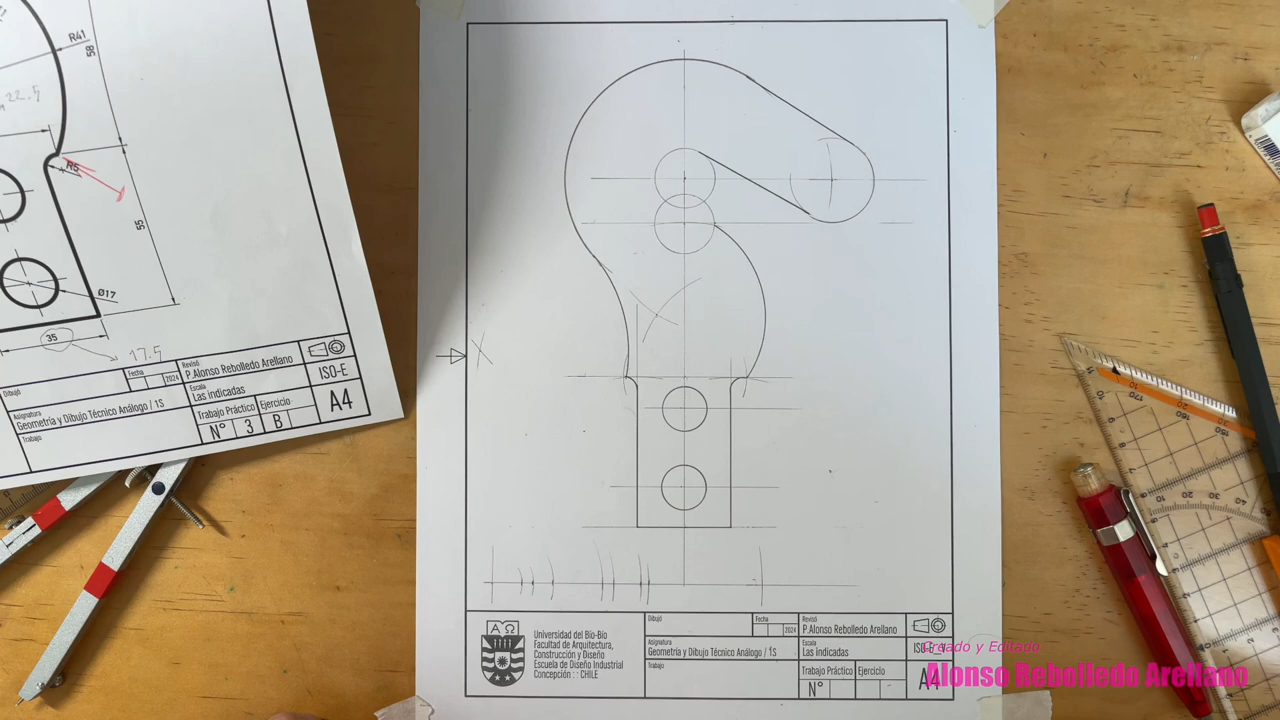 R41
58
22.5
R5
55
Ø17
35
17.5
Dibujó
Fecha
2024
Revisó
P.Alonso Rebolledo Arellano
ISO-E
Asignatura
Geometría y Dibujo Técnico Análogo / 1S
Escala
Las indicadas
Trabajo
Trabajo Práctico
Ejercicio
A4
N° 3 B
A Ω
Universidad del Bío-Bío
Facultad de Arquitectura,
Construcción y Diseño
Escuela de Diseño Industrial
Concepción : : CHILE
Dibujó
Fecha
2024
Revisó
P.Alonso Rebolledo Arellano
Asignatura
Geometría y Dibujo Técnico Análogo / 1S
Escala
Las indicadas
ISO-E
Trabajo
Trabajo Práctico
Ejercicio
N°
A4
Creado y Editado
Alonso Rebolledo Arellano